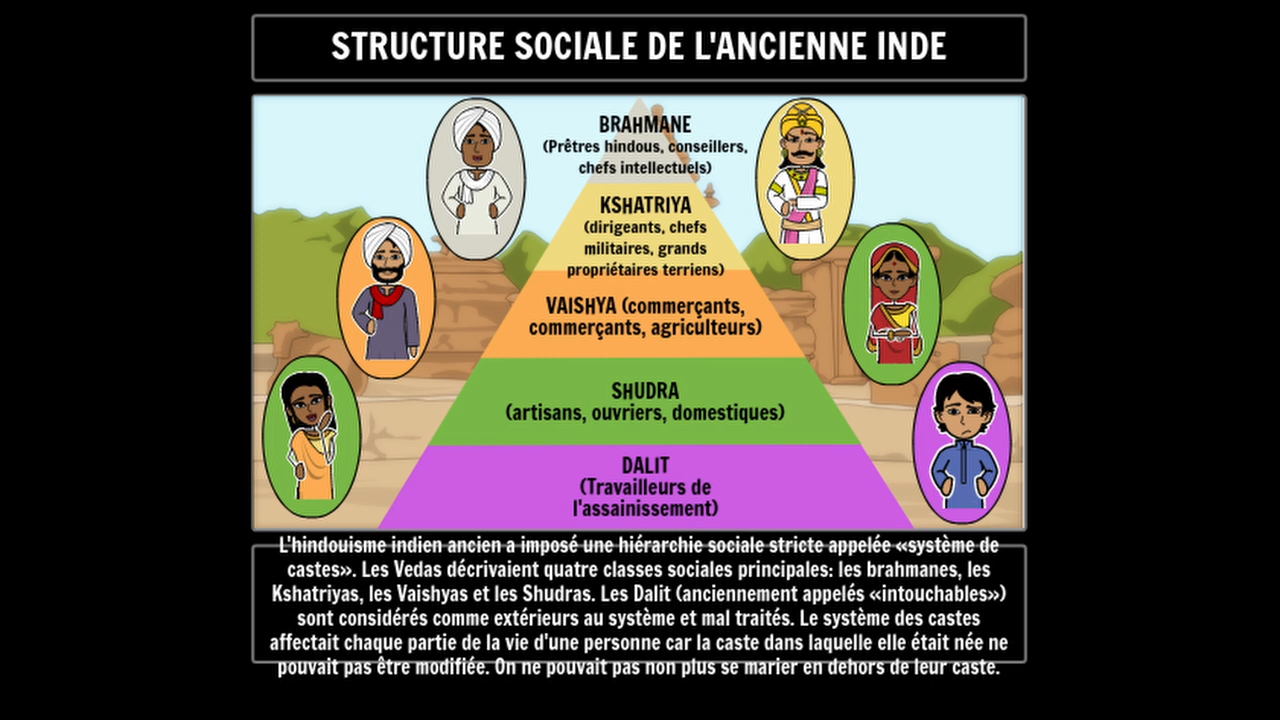 STRUCTURE SOCIALE DE L'ANCIENNE INDE
BRAHMANE
(Prêtres hindous, conseillers,
chefs intellectuels)
KSHATRIYA
(dirigeants, chefs
militaires, grands
propriétaires terriens)
VAISHYA (commerçants,
commerçants, agriculteurs)
SHUDRA
(artisans, ouvriers, domestiques)
DALIT
(Travailleurs de
l'assainissement)
L'hindouisme indien ancien a imposé une hiérarchie sociale stricte appelée «système de
castes». Les Vedas décrivaient quatre classes sociales principales: les brahmanes, les
Kshatriyas, les Vaishyas et les Shudras. Les Dalit (anciennement appelés «intouchables»)
sont considérés comme extérieurs au système et mal traités. Le système des castes
affectait chaque partie de la vie d'une personne car la caste dans laquelle elle était née ne
pouvait pas être modifiée. On ne pouvait pas non plus se marier en dehors de leur caste.